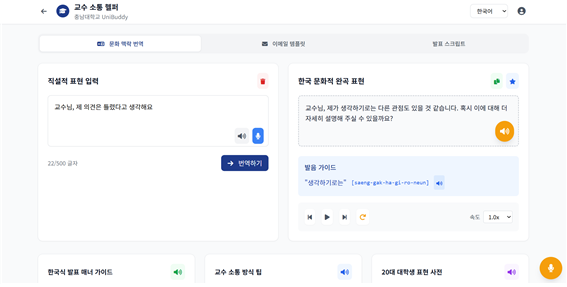 교수 소통 헬퍼
충남대학교 UniBuddy
한국어
문화 맥락 번역
이메일 템플릿
발표 스크립트
직설적 표현 입력
교수님, 제 의견은 틀렸다고 생각해요
22/500 글자
번역하기
한국 문화적 완곡 표현
교수님, 제가 생각하기로는 다른 관점도 있을 것 같습니다. 혹시 이에 대해 더
자세히 설명해 주실 수 있을까요?
발음 가이드
"생각하기로는" [saeng-gak-ha-gi-ro-neun]
속도 1.0x
한국식 발표 매너 가이드
교수 소통 방식 팁
20대 대학생 표현 사전